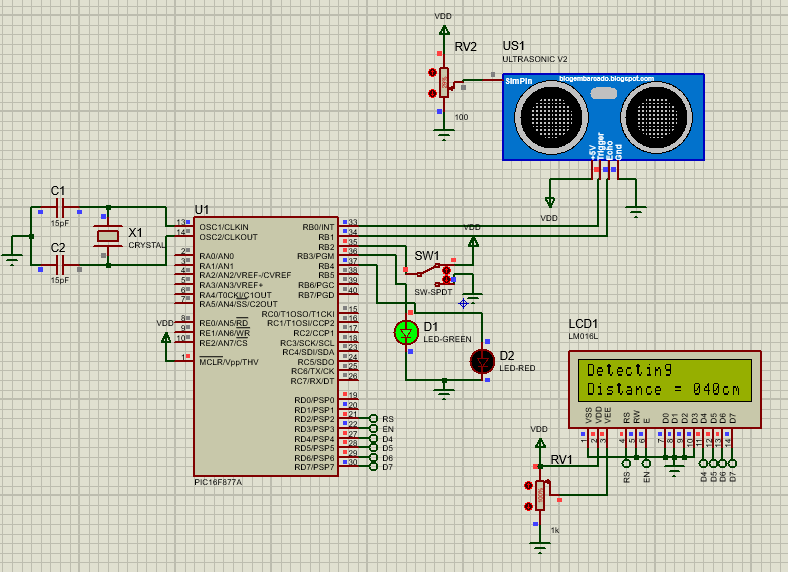 VDD
RV2
100
US1
ULTRASONIC V2
blogembarcado.blogspot.com
SimPin
+5V
Trigger
Echo
Gnd
VDD
C1
15pF
C2
15pF
X1
CRYSTAL
U1
13 OSC1/CLKIN
14 OSC2/CLKOUT
2 RA0/AN0
3 RA1/AN1
4 RA2/AN2/VREF-/CVREF
5 RA3/AN3/VREF+
6 RA4/T0CKI/C1OUT
7 RA5/AN4/SS/C2OUT
8 RE0/AN5/RD
9 RE1/AN6/WR
10 RE2/AN7/CS
1 MCLR/Vpp/THV
VDD
RB0/INT 33
RB1 34
RB2 35
RB3/PGM 36
RB4 37
RB5 38
RB6/PGC 39
RB7/PGD 40
RC0/T1OSO/T1CKI 15
RC1/T1OSI/CCP2 16
RC2/CCP1 17
RC3/SCK/SCL 18
RC4/SDI/SDA 23
RC5/SDO 24
RC6/TX/CK 25
RC7/RX/DT 26
RD0/PSP0 19
RD1/PSP1 20
RD2/PSP2 21 RS
RD3/PSP3 22 EN
RD4/PSP4 27 D4
RD5/PSP5 28 D5
RD6/PSP6 29 D6
RD7/PSP7 30 D7
PIC16F877A
VDD
SW1
SW-SPDT
D1
LED-GREEN
D2
LED-RED
LCD1
LM016L
Detecting
Distance = 040cm
VSS VDD VEE RS RW E D0 D1 D2 D3 D4 D5 D6 D7
1 2 3 4 5 6 7 8 9 10 11 12 13 14
RS EN D4 D5 D6 D7
VDD
RV1
1k